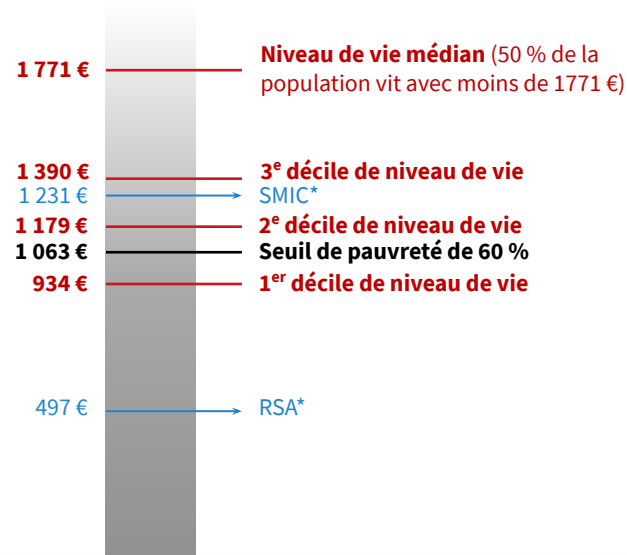 1 771 € Niveau de vie médian (50 % de la
population vit avec moins de 1771 €)
1 390 € 3e décile de niveau de vie
1 231 € SMIC*
1 179 € 2e décile de niveau de vie
1 063 € Seuil de pauvreté de 60 %
934 € 1er décile de niveau de vie
497 € RSA*